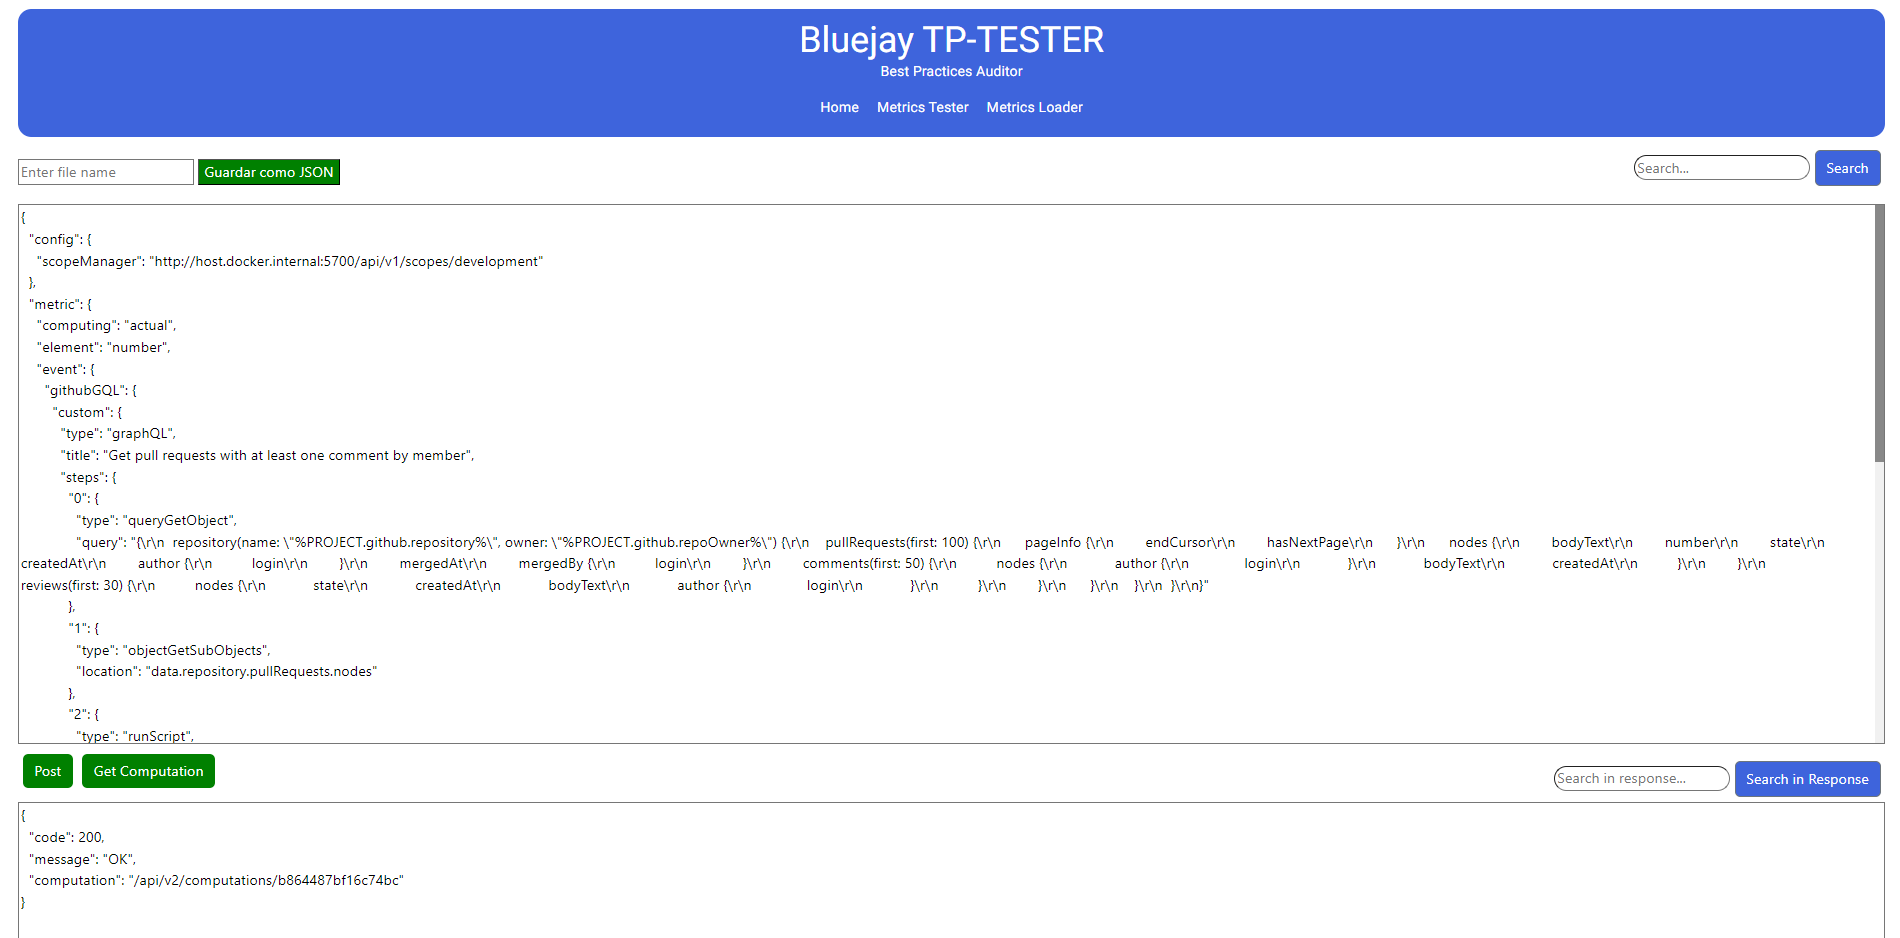 Bluejay TP-TESTER
Best Practices Auditor
Home Metrics Tester Metrics Loader
Enter file name Guardar como JSON Search... Search
{
"config": {
"scopeManager": "http://host.docker.internal:5700/api/v1/scopes/development"
},
"metric": {
"computing": "actual",
"element": "number",
"event": {
"githubGQL": {
"custom": {
"type": "graphQL",
"title": "Get pull requests with at least one comment by member",
"steps": {
"0": {
"type": "queryGetObject",
"query": "{\r\n repository(name: \"%PROJECT.github.repository%\", owner: \"%PROJECT.github.repoOwner%\") {\r\n pullRequests(first: 100) {\r\n pageInfo {\r\n endCursor\r\n hasNextPage\r\n }\r\n nodes {\r\n bodyText\r\n number\r\n state\r\n
createdAt\r\n author {\r\n login\r\n }\r\n mergedAt\r\n mergedBy {\r\n login\r\n }\r\n comments(first: 50) {\r\n nodes {\r\n author {\r\n login\r\n }\r\n bodyText\r\n createdAt\r\n }\r\n }\r\n
reviews(first: 30) {\r\n nodes {\r\n state\r\n createdAt\r\n bodyText\r\n author {\r\n login\r\n }\r\n }\r\n }\r\n }\r\n }\r\n }\r\n}"
},
"1": {
"type": "objectGetSubObjects",
"location": "data.repository.pullRequests.nodes"
},
"2": {
"type": "runScript",
Post Get Computation Search in response... Search in Response
{
"code": 200,
"message": "OK",
"computation": "/api/v2/computations/b864487bf16c74bc"
}